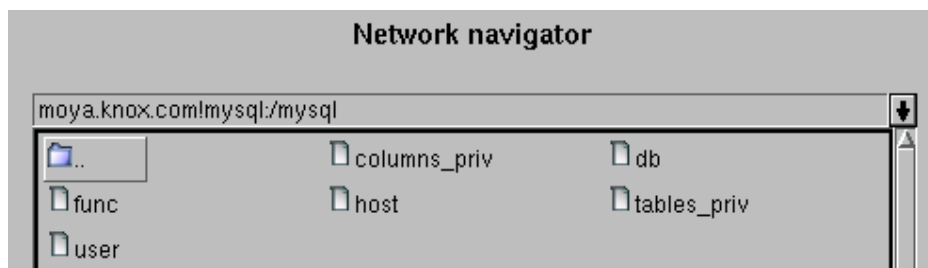 Network navigator
moya.knox.com!mysql:/mysql
.. columns_priv db
func host tables_priv
user